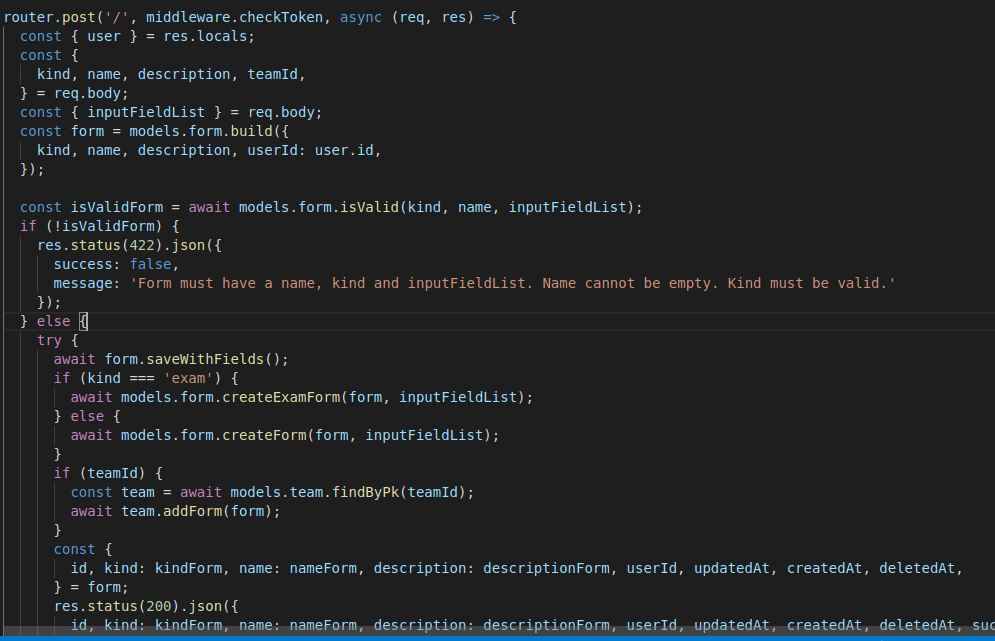 router.post('/', middleware.checkToken, async (req, res) => {
  const { user } = res.locals;
  const {
    kind, name, description, teamId,
  } = req.body;
  const { inputFieldList } = req.body;
  const form = models.form.build({
    kind, name, description, userId: user.id,
  });

  const isValidForm = await models.form.isValid(kind, name, inputFieldList);
  if (!isValidForm) {
    res.status(422).json({
      success: false,
      message: 'Form must have a name, kind and inputFieldList. Name cannot be empty. Kind must be valid.'
    });
  } else {
    try {
      await form.saveWithFields();
      if (kind === 'exam') {
        await models.form.createExamForm(form, inputFieldList);
      } else {
        await models.form.createForm(form, inputFieldList);
      }
      if (teamId) {
        const team = await models.team.findByPk(teamId);
        await team.addForm(form);
      }
      const {
        id, kind: kindForm, name: nameForm, description: descriptionForm, userId, updatedAt, createdAt, deletedAt,
      } = form;
      res.status(200).json({
        id, kind: kindForm, name: nameForm, description: descriptionForm, userId, updatedAt, createdAt, deletedAt, suc